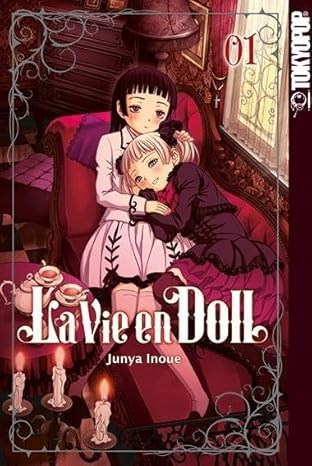 01
TOKYOPOP
La Vie en Doll
Junya Inoue